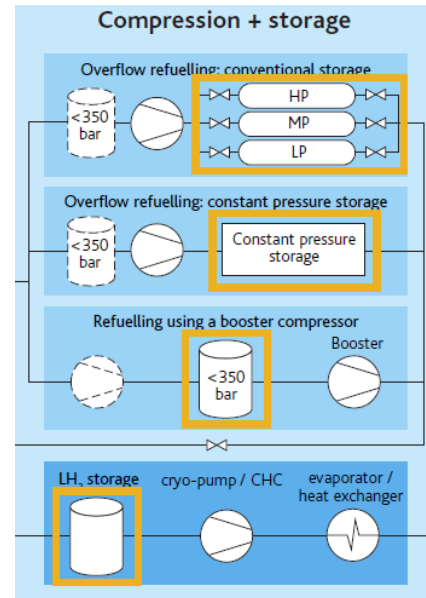 Compression + storage
Overflow refuelling: conventional storage
<350
bar
HP
MP
LP
Overflow refuelling: constant pressure storage
<350
bar
Constant pressure
storage
Refuelling using a booster compressor
Booster
<350
bar
LH₂ storage
cryo-pump / CHC
evaporator /
heat exchanger